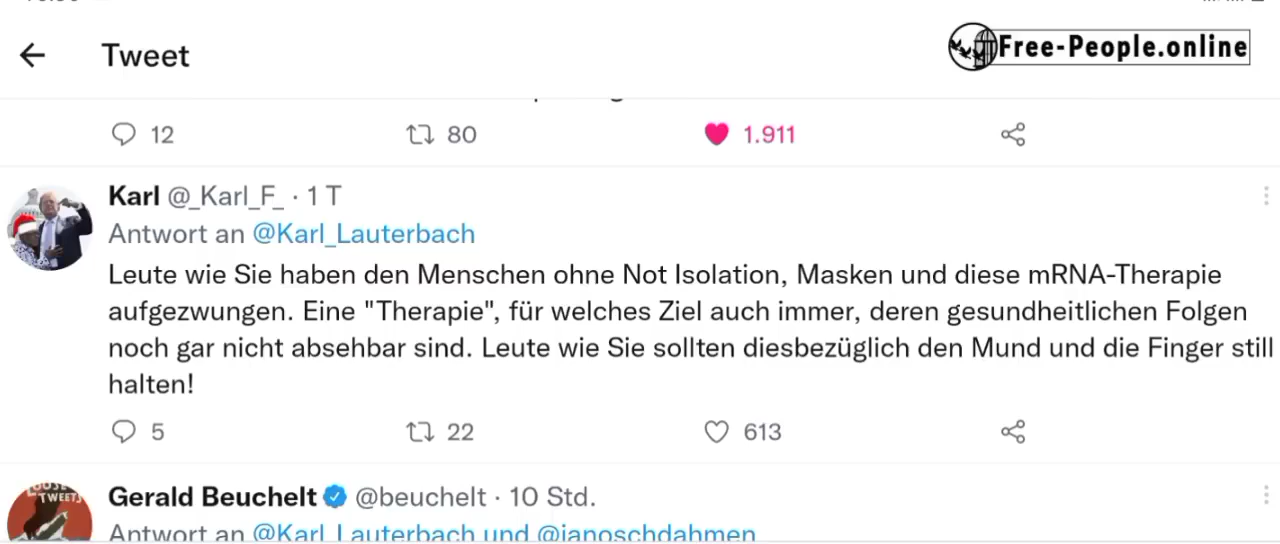 Tweet
Free-People.online
12 80 1.911
Karl @_Karl_F_ · 1 T
Antwort an @Karl_Lauterbach
Leute wie Sie haben den Menschen ohne Not Isolation, Masken und diese mRNA-Therapie
aufgezwungen. Eine "Therapie", für welches Ziel auch immer, deren gesundheitlichen Folgen
noch gar nicht absehbar sind. Leute wie Sie sollten diesbezüglich den Mund und die Finger still
halten!
5 22 613
TWEETS
Gerald Beuchelt @beuchelt · 10 Std.
Antwort an @Karl_Lauterbach und @janoschdahmen